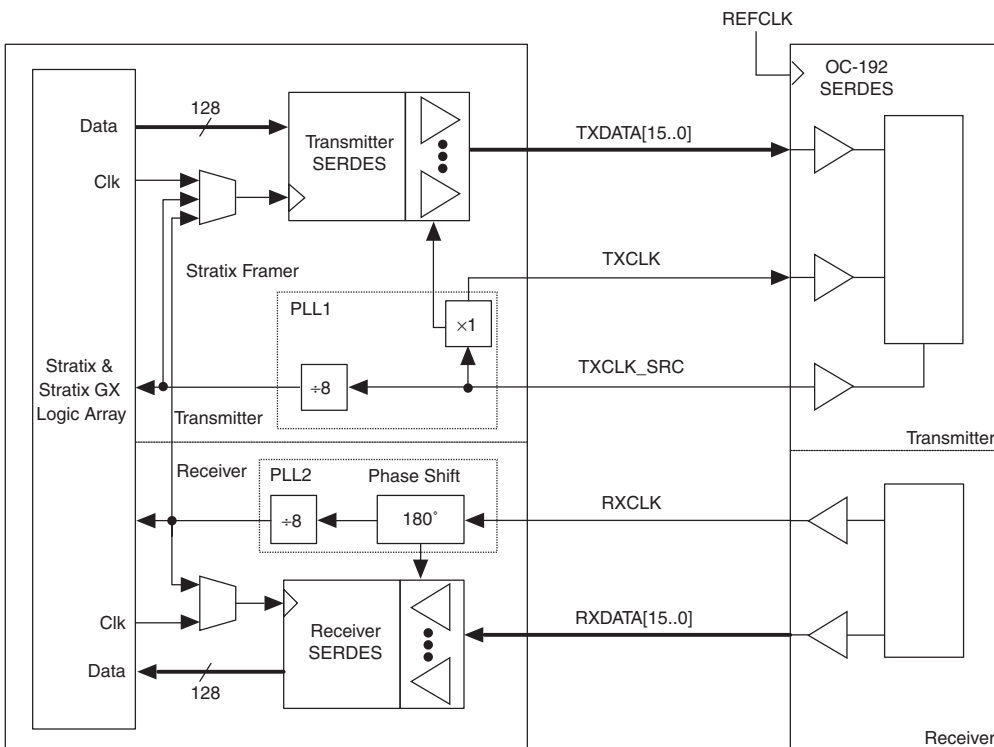 REFCLK
OC-192
SERDES
128
Data
Transmitter
SERDES
TXDATA[15..0]
Clk
Stratix Framer
TXCLK
PLL1
×1
Stratix &
Stratix GX
Logic Array
÷8
TXCLK_SRC
Transmitter
Transmitter
Receiver
PLL2
Phase Shift
÷8
180°
RXCLK
Clk
Receiver
SERDES
RXDATA[15..0]
Data
128
Receiver